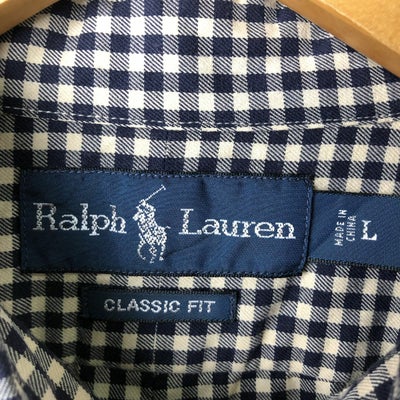 Ralph Lauren
MADE IN
CHINA
L
CLASSIC FIT